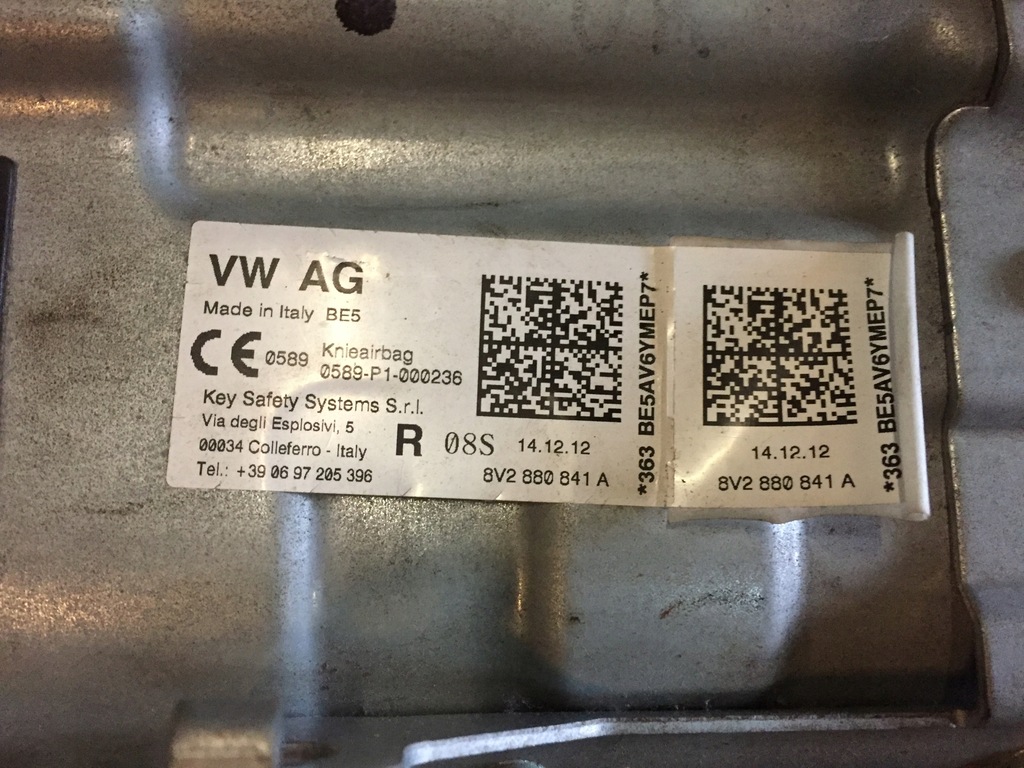 VW AG
Made in Italy BE5
CE 0589 Knieairbag
0589-P1-000236
Key Safety Systems S.r.l.
Via degli Esplosivi, 5
00034 Colleferro - Italy
Tel.: +39 06 97 205 396
R 08S 14.12.12
8V2 880 841 A
*363 BE5AV6YMEP7*
14.12.12
8V2 880 841 A
*363 BE5AV6YMEP7*